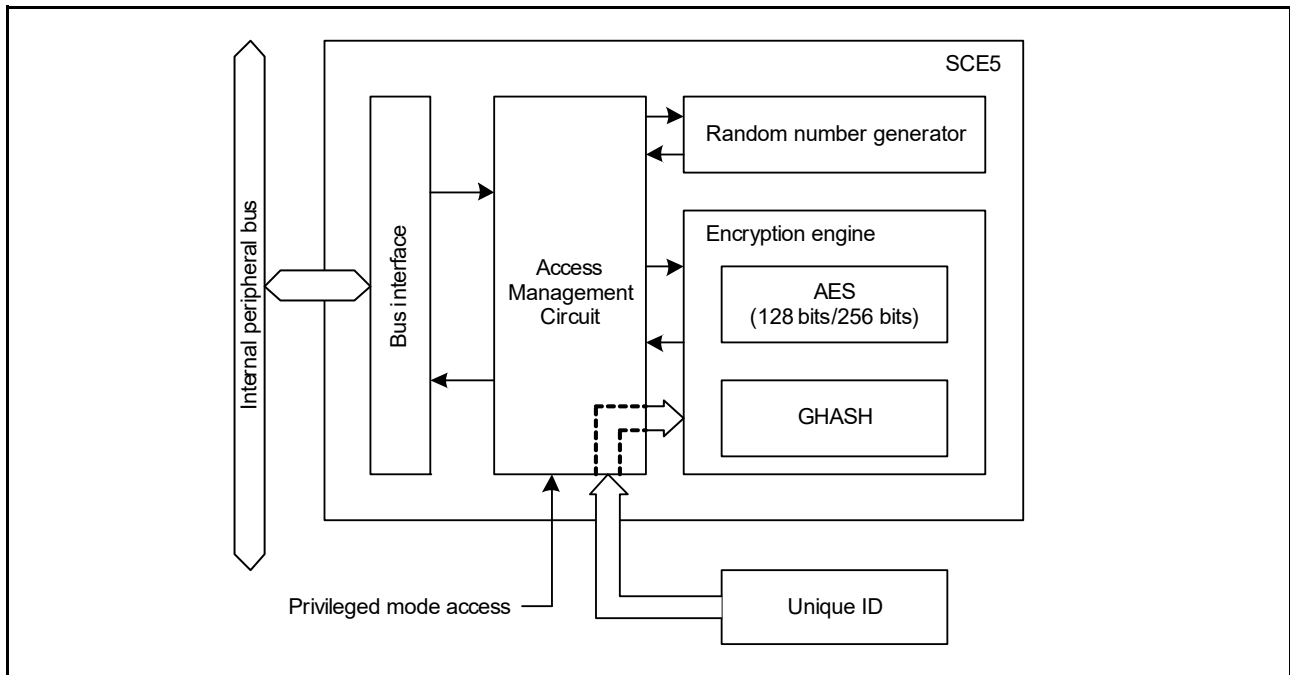 SCE5
Internal peripheral bus
Bus interface
Access
Management
Circuit
Random number generator
Encryption engine
AES
(128 bits/256 bits)
GHASH
Privileged mode access
Unique ID